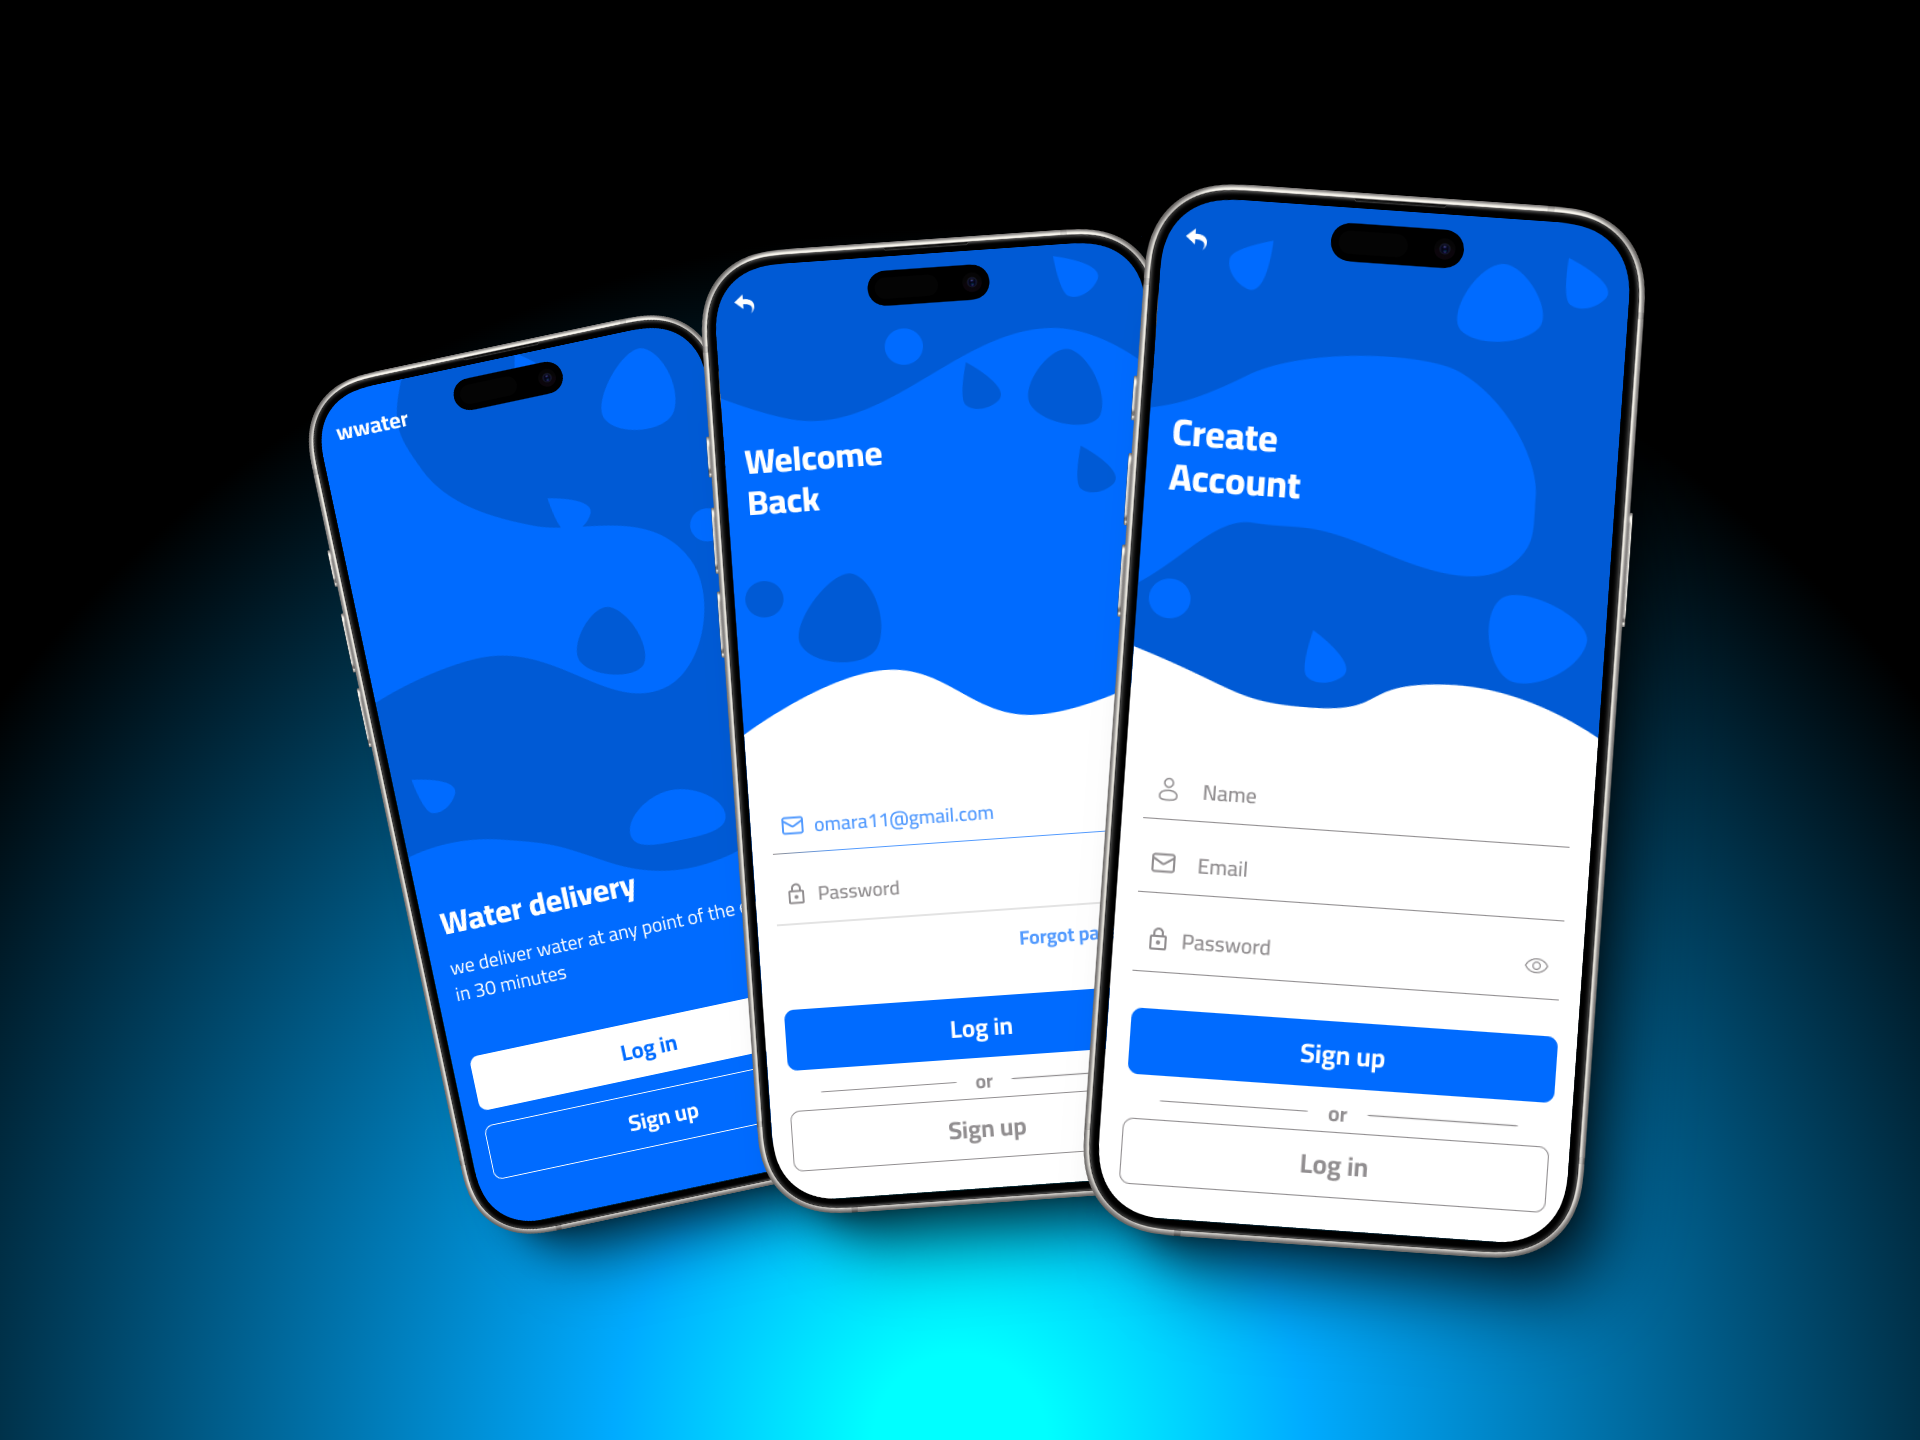 wwater
Water delivery
we deliver water at any point of the
in 30 minutes
Log in
Sign up
Welcome
Back
omara11@gmail.com
Password
Forgot pa
Log in
or
Sign up
Create
Account
Name
Email
Password
Sign up
or
Log in